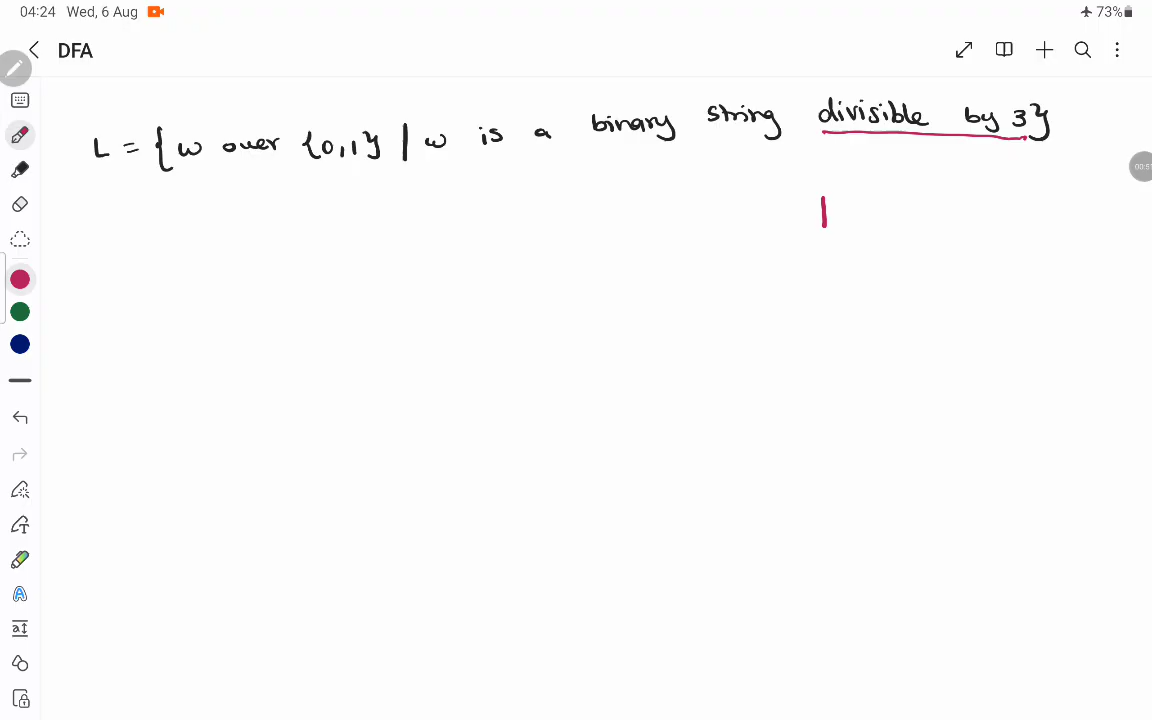 04:24 Wed, 6 Aug 73%
DFA
L = {w over {0,1} | w is a binary string divisible by 3}